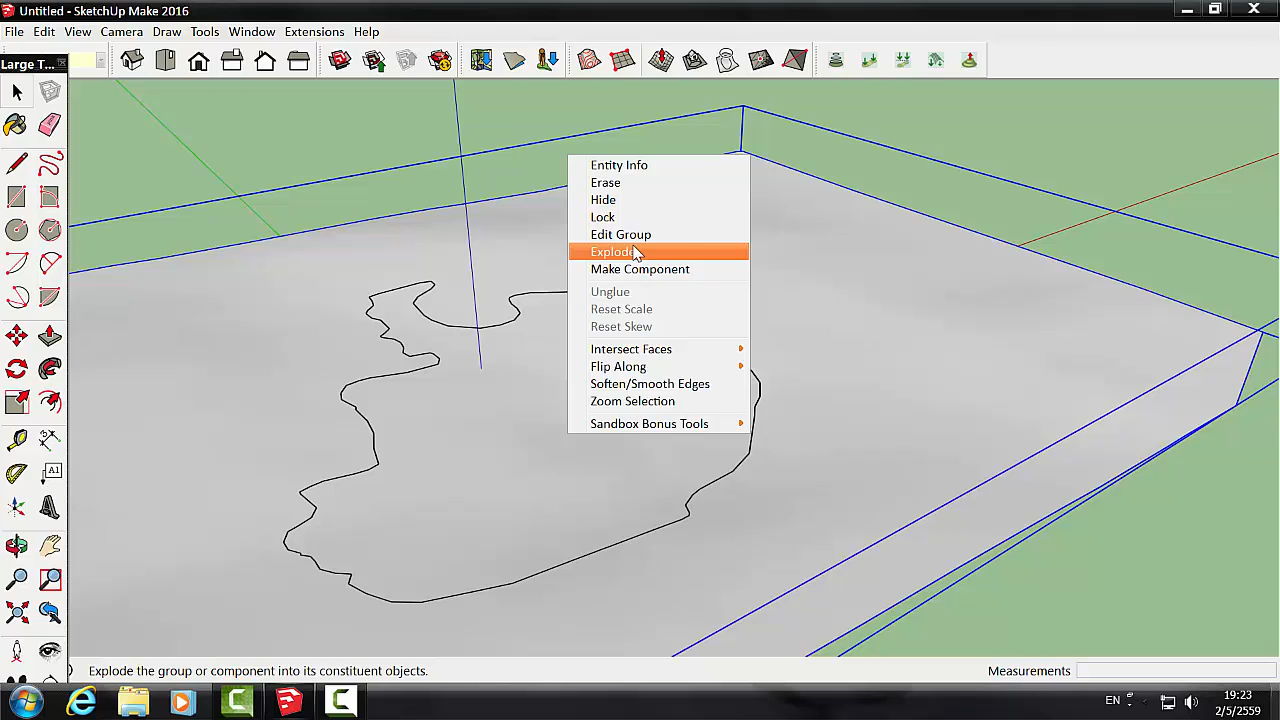 Untitled - SketchUp Make 2016
File Edit View Camera Draw Tools Window Extensions Help
Large T...
Entity Info
Erase
Hide
Lock
Edit Group
Explode
Make Component
Unglue
Reset Scale
Reset Skew
Intersect Faces
Flip Along
Soften/Smooth Edges
Zoom Selection
Sandbox Bonus Tools
AI
Explode the group or component into its constituent objects.
Measurements
EN
19:23
2/5/2559